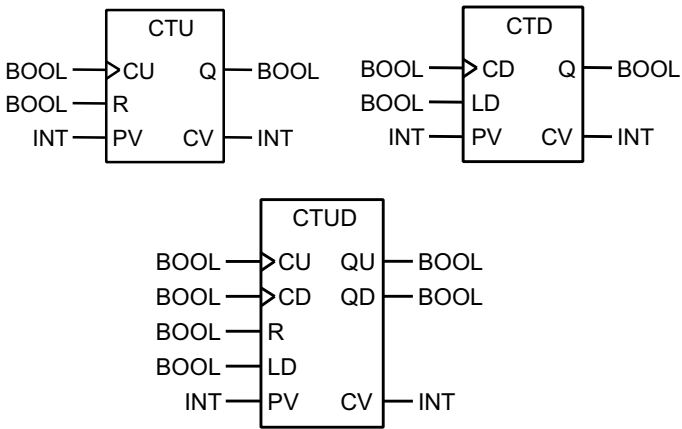 CTU
BOOL CU Q BOOL
BOOL R
INT PV CV INT
CTD
BOOL CD Q BOOL
BOOL LD
INT PV CV INT
CTUD
BOOL CU QU BOOL
BOOL CD QD BOOL
BOOL R
BOOL LD
INT PV CV INT